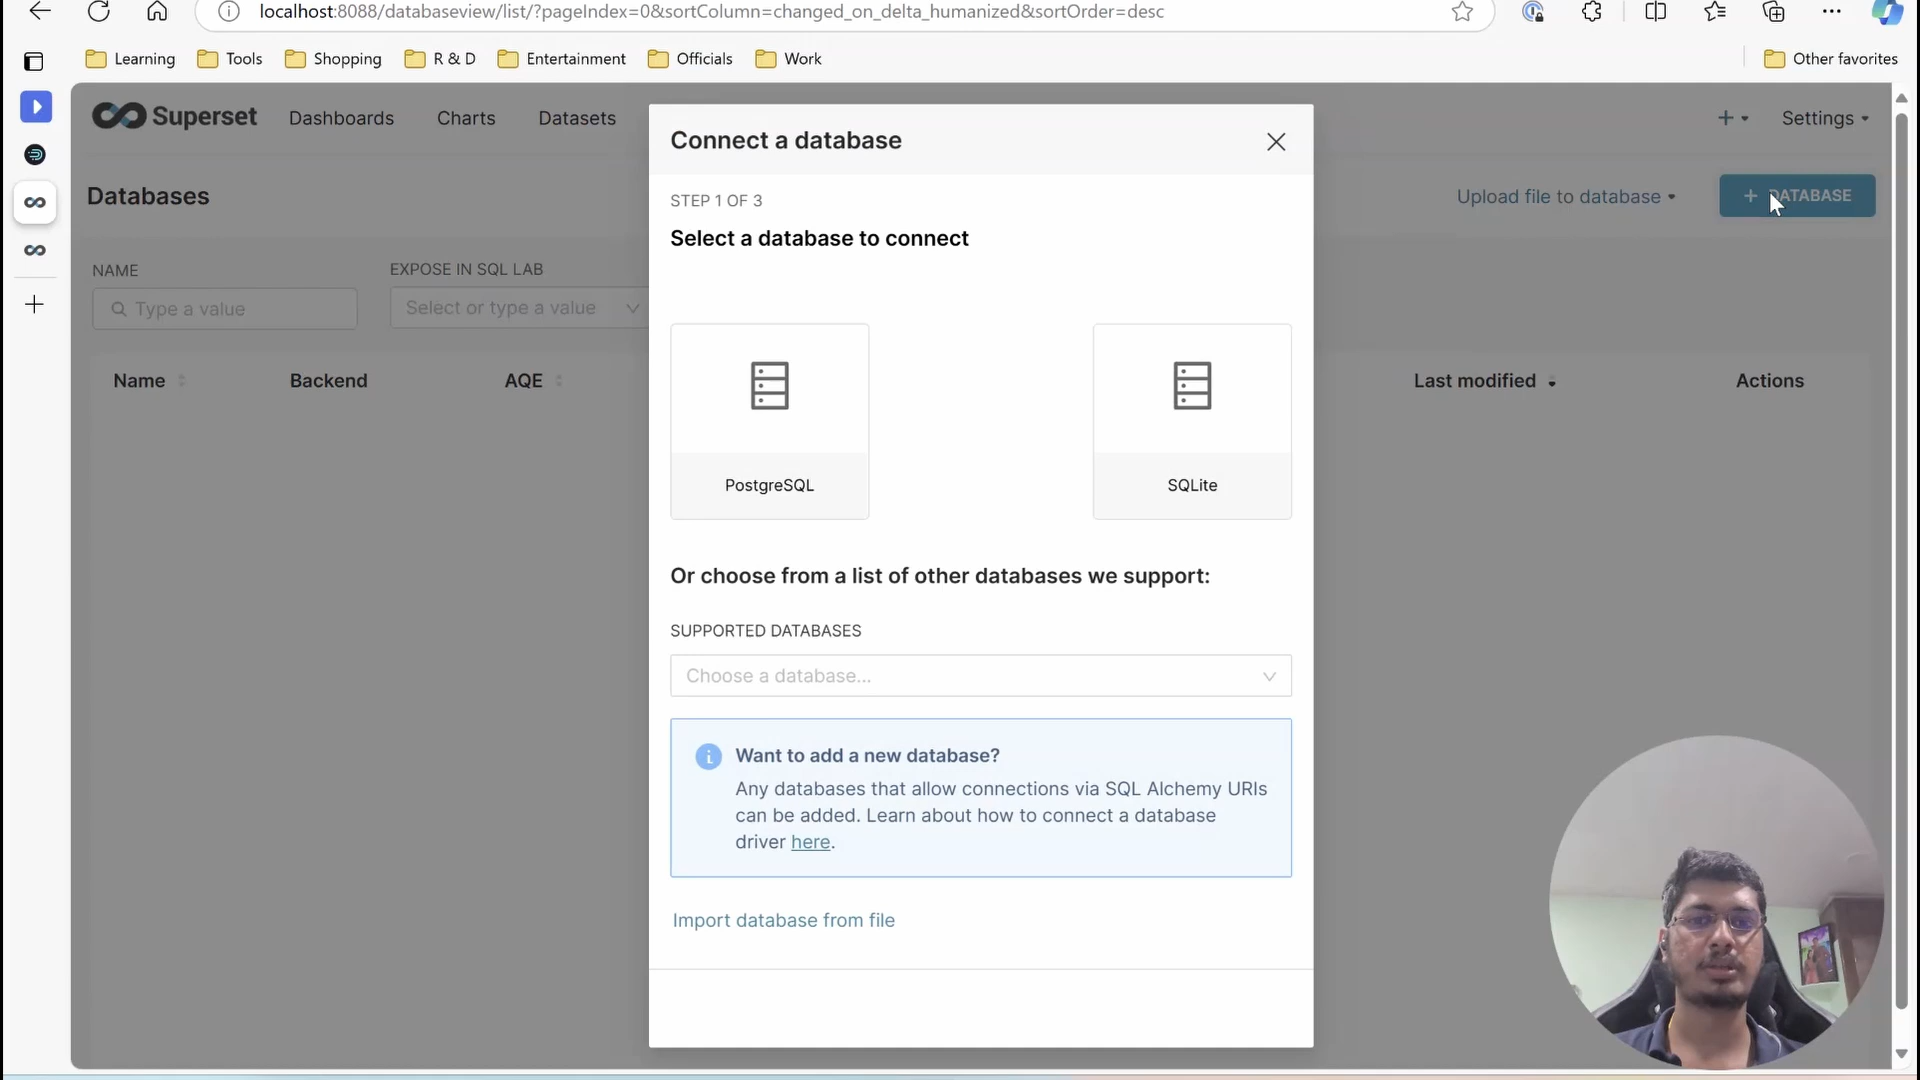 localhost:8088/databaseview/list/?pageIndex=0&sortColumn=changed_on_delta_humanized&sortOrder=desc
Learning
Tools
Shopping
R & D
Entertainment
Officials
Work
Other favorites
Superset
Dashboards
Charts
Datasets
Settings
Databases
Upload file to database
+ DATABASE
NAME
EXPOSE IN SQL LAB
Type a value
Select or type a value
Name
Backend
AQE
Last modified
Actions
Connect a database
STEP 1 OF 3
Select a database to connect
PostgreSQL
SQLite
Or choose from a list of other databases we support:
SUPPORTED DATABASES
Choose a database...
Want to add a new database?
Any databases that allow connections via SQL Alchemy URIs
can be added. Learn about how to connect a database
driver here.
Import database from file